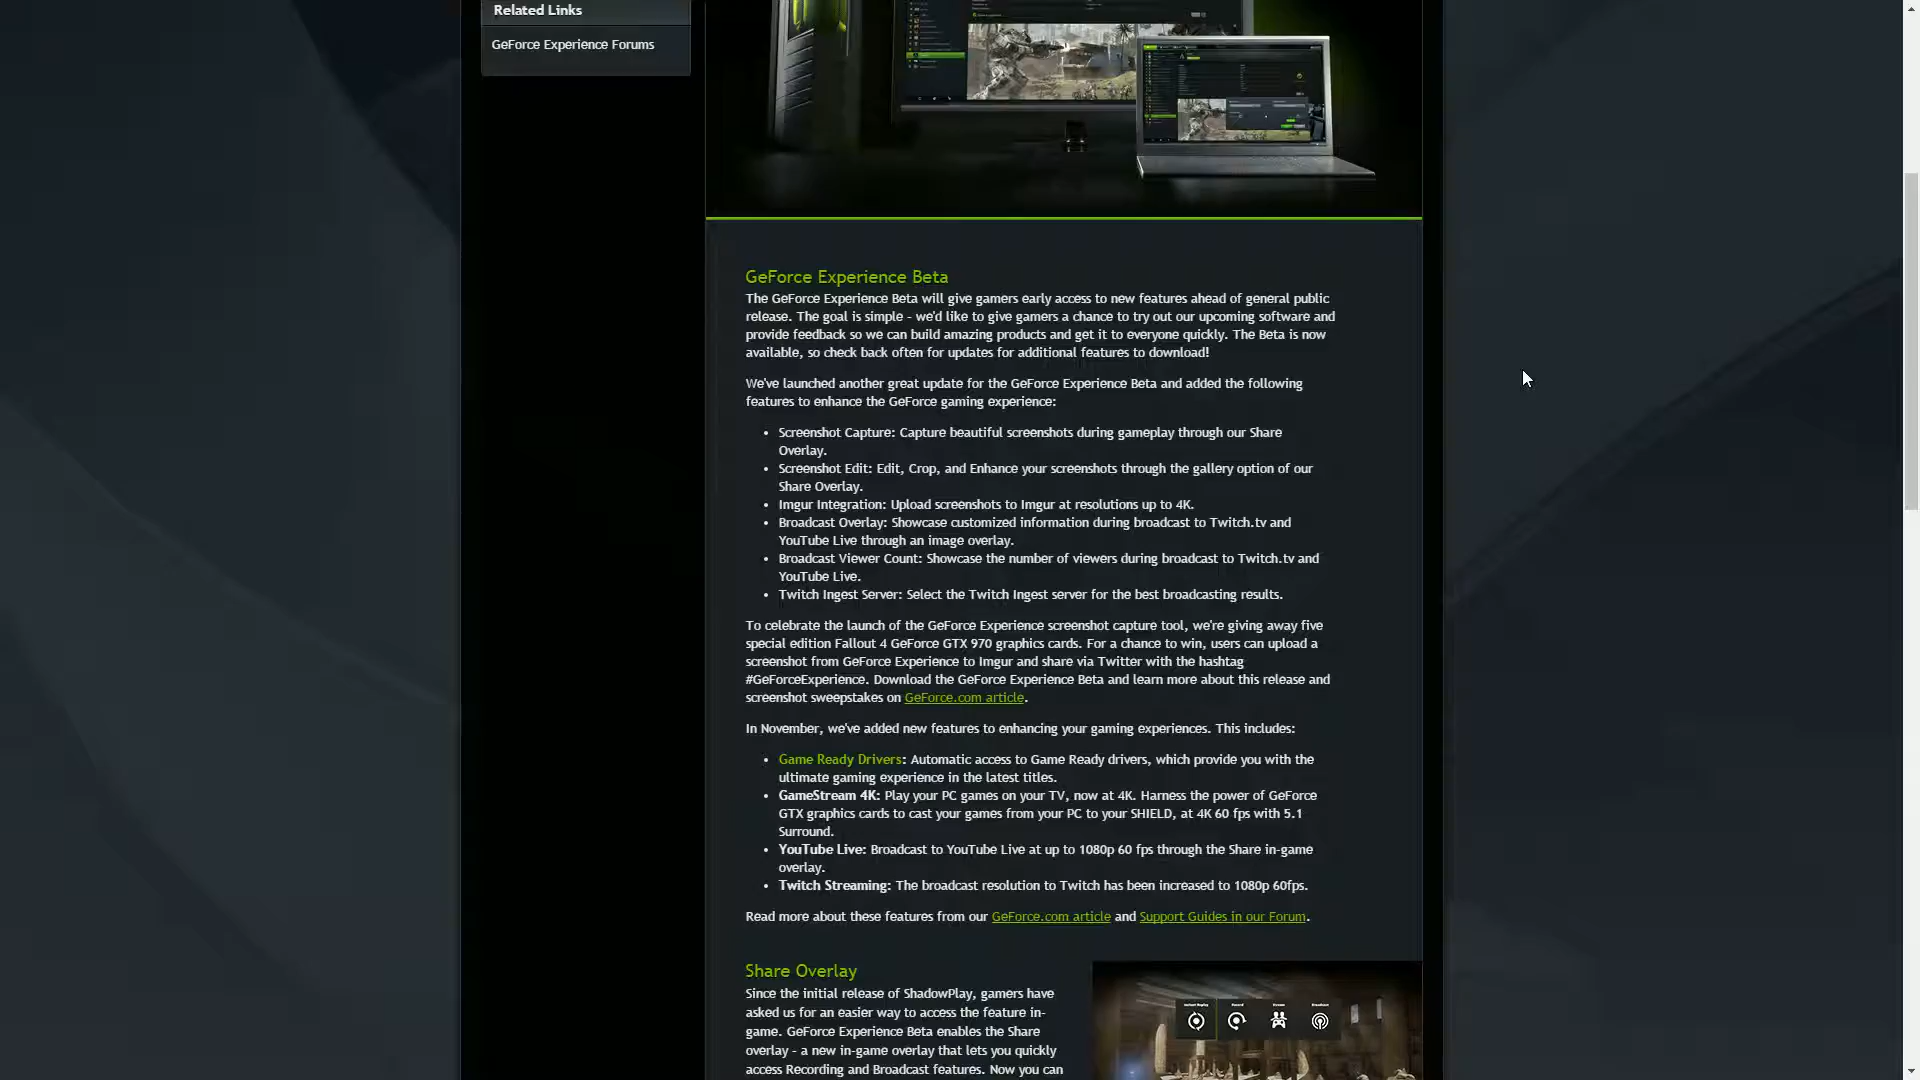 Related Links
GeForce Experience Forums
GeForce Experience Beta
The GeForce Experience Beta will give gamers early access to new features ahead of general public
release. The goal is simple - we'd like to give gamers a chance to try out our upcoming software and
provide feedback so we can build amazing products and get it to everyone quickly. The Beta is now
available, so check back often for updates for additional features to download!
We've launched another great update for the GeForce Experience Beta and added the following
features to enhance the GeForce gaming experience:
• Screenshot Capture: Capture beautiful screenshots during gameplay through our Share
Overlay.
• Screenshot Edit: Edit, Crop, and Enhance your screenshots through the gallery option of our
Share Overlay.
• Imgur Integration: Upload screenshots to Imgur at resolutions up to 4K.
• Broadcast Overlay: Showcase customized information during broadcast to Twitch.tv and
YouTube Live through an image overlay.
• Broadcast Viewer Count: Showcase the number of viewers during broadcast to Twitch.tv and
YouTube Live.
• Twitch Ingest Server: Select the Twitch Ingest server for the best broadcasting results.
To celebrate the launch of the GeForce Experience screenshot capture tool, we're giving away five
special edition Fallout 4 GeForce GTX 970 graphics cards. For a chance to win, users can upload a
screenshot from GeForce Experience to Imgur and share via Twitter with the hashtag
#GeForceExperience. Download the GeForce Experience Beta and learn more about this release and
screenshot sweepstakes on GeForce.com article.
In November, we've added new features to enhancing your gaming experiences. This includes:
• Game Ready Drivers: Automatic access to Game Ready drivers, which provide you with the
ultimate gaming experience in the latest titles.
• GameStream 4K: Play your PC games on your TV, now at 4K. Harness the power of GeForce
GTX graphics cards to cast your games from your PC to your SHIELD, at 4K 60 fps with 5.1
Surround.
• YouTube Live: Broadcast to YouTube Live at up to 1080p 60 fps through the Share in-game
overlay.
• Twitch Streaming: The broadcast resolution to Twitch has been increased to 1080p 60fps.
Read more about these features from our GeForce.com article and Support Guides in our Forum.
Share Overlay
Since the initial release of ShadowPlay, gamers have
asked us for an easier way to access the feature in-
game. GeForce Experience Beta enables the Share
overlay - a new in-game overlay that lets you quickly
access Recording and Broadcast features. Now you can